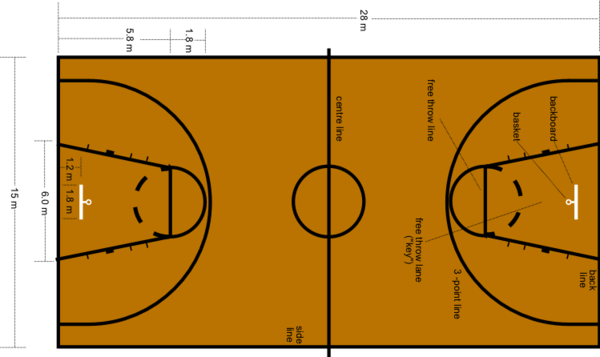 28 m
5.8 m
1.8 m
15 m
6.0 m
1.2 m
1.8 m
centre line
side
line
free throw line
basket
backboard
free throw lane
("key")
3 -point line
back
line